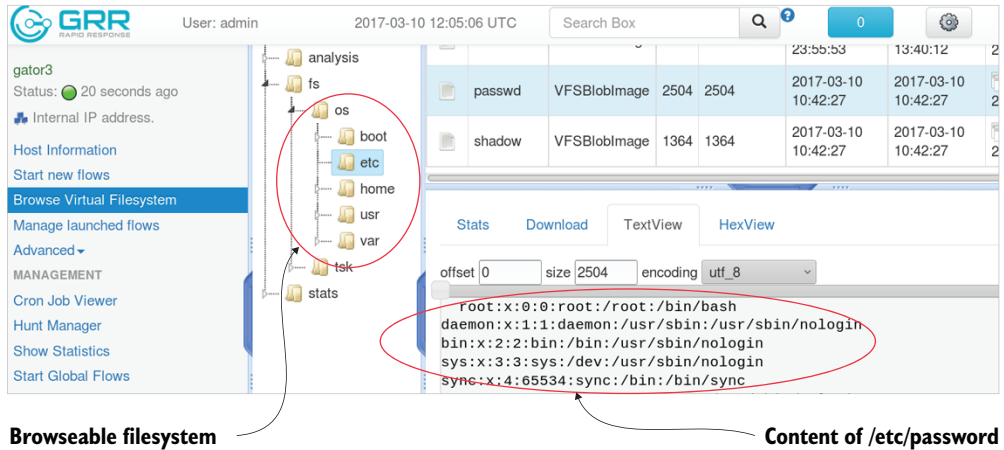 GRR
RAPID RESPONSE
User: admin
2017-03-10 12:05:06 UTC
Search Box
?
0
gator3
Status: 20 seconds ago
Internal IP address.
Host Information
Start new flows
Browse Virtual Filesystem
Manage launched flows
Advanced
MANAGEMENT
Cron Job Viewer
Hunt Manager
Show Statistics
Start Global Flows
analysis
fs
os
boot
etc
home
usr
var
tsk
stats
23:55:53 13:40:12 2
passwd VFSBlobImage 2504 2504 2017-03-10 10:42:27 2017-03-10 10:42:27 2
shadow VFSBlobImage 1364 1364 2017-03-10 10:42:27 2017-03-10 10:42:27 2
Stats Download TextView HexView
offset 0 size 2504 encoding utf_8
root:x:0:0:root:/root:/bin/bash
daemon:x:1:1:daemon:/usr/sbin:/usr/sbin/nologin
bin:x:2:2:bin:/bin:/usr/sbin/nologin
sys:x:3:3:sys:/dev:/usr/sbin/nologin
sync:x:4:65534:sync:/bin:/bin/sync
Browseable filesystem
Content of /etc/password